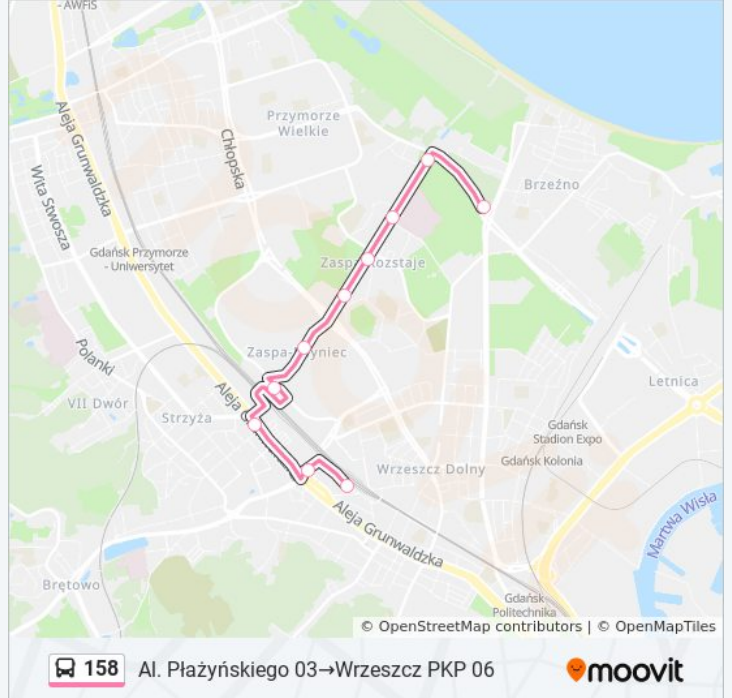 - AWFiS
Aleja Grunwaldzka
Chłopska
Przymorze
Wielkie
Wita Stwosza
Brzeźno
Gdańsk Przymorze
- Uniwersytet
Zaspa-Rozstaje
Polanki
Zaspa-Młyniec
Letnica
VII Dwór
Strzyża
Aleja G
Gdańsk
Stadion Expo
Gdańsk Kolonia
Wrzeszcz Dolny
Martwa Wisła
Aleja Grunwaldzka
Brętowo
Gdańsk
Politechnika
© OpenStreetMap contributors | © OpenMapTiles
158 Al. Płażyńskiego 03→Wrzeszcz PKP 06 moovit